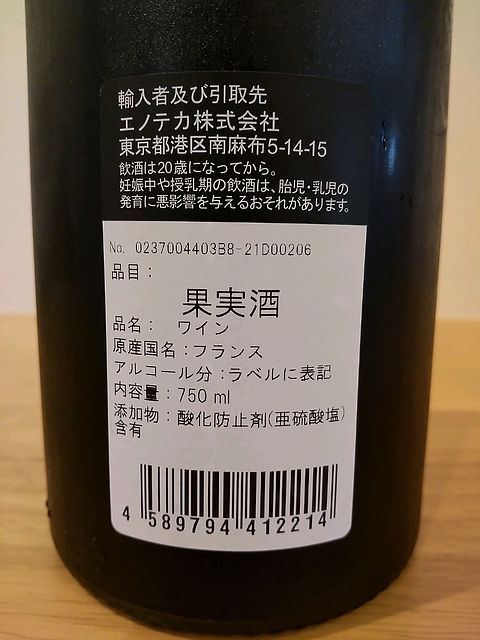 輸入者及び引取先
エノテカ株式会社
東京都港区南麻布5-14-15
飲酒は20歳になってから。
妊娠中や授乳期の飲酒は、胎児・乳児の
発育に悪影響を与えるおそれがあります。
No. 0237004403B8-21D00206
品目：
果実酒
品名： ワイン
原産国名：フランス
アルコール分：ラベルに表記
内容量：750 ml
添加物：酸化防止剤(亜硫酸塩)
含有
4 589794 412214